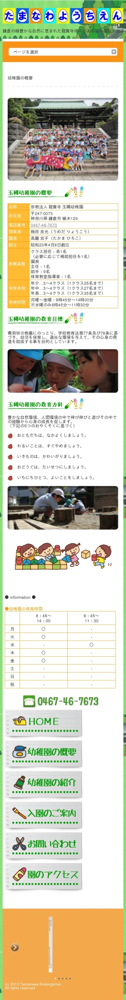 たまなわようちえん
鎌倉の緑豊かな自然に恵まれた龍寳寺境内のある広い園庭の幼稚
ページを選択
幼稚園の概要
玉縄幼稚園の概要
名称 宗教法人 龍寳寺 玉縄幼稚園
所在地 〒247-0073
神奈川県 鎌倉市 植木129
電話番号 0467-46-7673
理事長 梅田 良光（うめだ りょうこう）
園長 高麗 宏子（たかま ひろこ）
創立 昭和23年4月8日創立
教職員数 クラス担任：各1名
（必要に応じて補助担任を1名）
園長
主任：1名
助手：9名
体育教室指導者：1名
保育体制 年少…3〜4クラス（1クラス25名まで）
年中…3〜4クラス（1クラス27名まで）
年長…3〜4クラス（1クラス35名まで）
保育時間 月曜〜金曜：8時45分〜14時00分
※水曜のみ8時45分〜11時30分
玉縄幼稚園の教育目標
曹洞宗の教義にのっとり、学校教育法第77条及び78条に基
づき、幼児を保育し、適当な環境を与えて、その心身の発
達を助成する事を目的としています。
玉縄幼稚園の教育方針
豊かな自然環境、人間環境の中で伸び伸びと遊びその中で
の経験から心身の成長を促します。
（下記の5つのおやくそくに基づく）
おともだちは、なかよくしましょう。
わるいことは、すぐやめましょう。
いきものは、かわいがりましょう。
おどうぐは、たいせつにしましょう。
いちにちひとつ、よいことをしましょう。
● information ●
●幼稚園の保育時間
8：45〜 8：45〜
14：00 11：30
月 〇 -
火 〇 -
水 - 〇
木 〇 -
金 〇 -
土 - -
日 - -
祝 - -
0467-46-7673
HOME
幼稚園の概要
幼稚園の紹介
入園のご案内
お問い合わせ
園のアクセス
(c) 2013 Tamanawa Kindergarten
All rights reserved